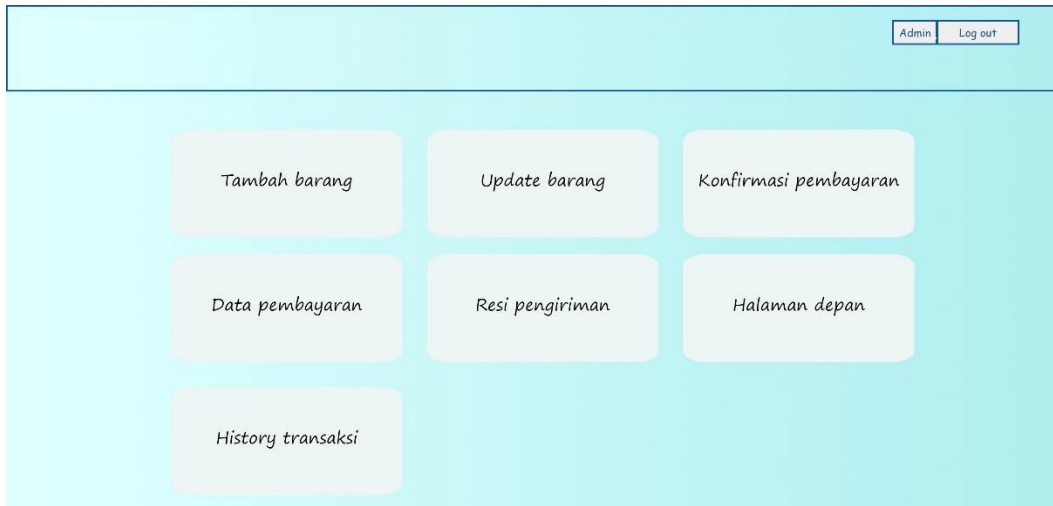 Admin
Log out
Tambah barang
Update barang
Konfirmasi pembayaran
Data pembayaran
Resi pengiriman
Halaman depan
History transaksi